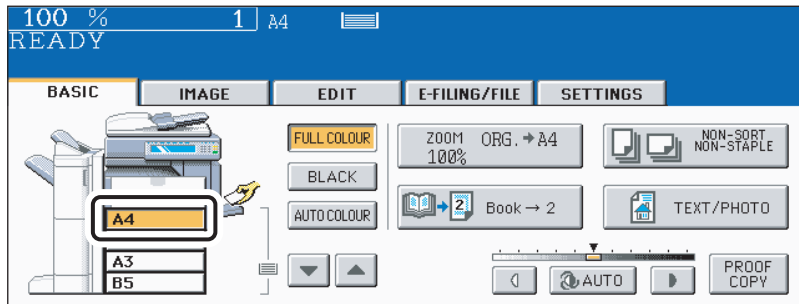 100 % 1 A4
READY
BASIC IMAGE EDIT E-FILING/FILE SETTINGS
FULL COLOUR
BLACK
AUTO COLOUR
ZOOM ORG. → A4
100%
NON-SORT
NON-STAPLE
2 Book → 2
TEXT/PHOTO
A4
A3
B5
AUTO
PROOF
COPY